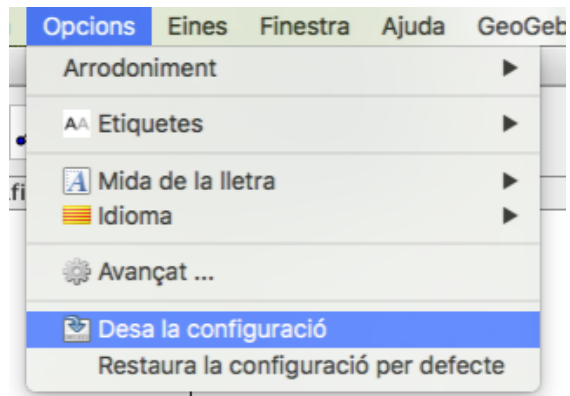 Opcions Eines Finestra Ajuda GeoGeb
Arrodoniment
AA Etiquetes
A Mida de la lletra
Idioma
Avançat ...
Desa la configuració
Restaura la configuració per defecte